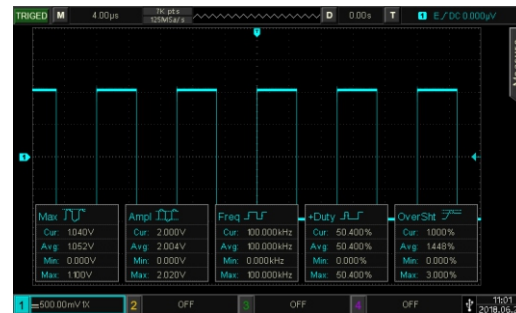 TRIGED M 4.00μs 7K pts 125MSa/s D 0.00s T 1 E DC 0.000μV
Measure
1
Max Ampl Freq +Duty OverSht
Cur: 1.040V Cur: 2.000V Cur: 100.000kHz Cur: 50.400% Cur: 1.000%
Avg: 1.052V Avg: 2.004V Avg: 100.000kHz Avg: 50.400% Avg: 1.448%
Min: 0.000V Min: 0.000V Min: 0.000kHz Min: 0.000% Min: 0.000%
Max: 1.100V Max: 2.020V Max: 100.000kHz Max: 50.400% Max: 3.000%
1 500.00mV 1X 2 OFF 3 OFF 4 OFF 11:01